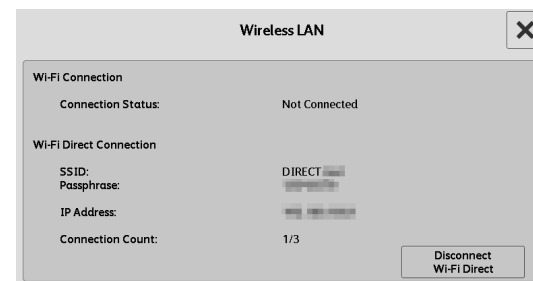 Wireless LAN
Wi-Fi Connection
Connection Status: Not Connected
Wi-Fi Direct Connection
SSID: DIRECT
Passphrase:
IP Address:
Connection Count: 1/3
Disconnect
Wi-Fi Direct